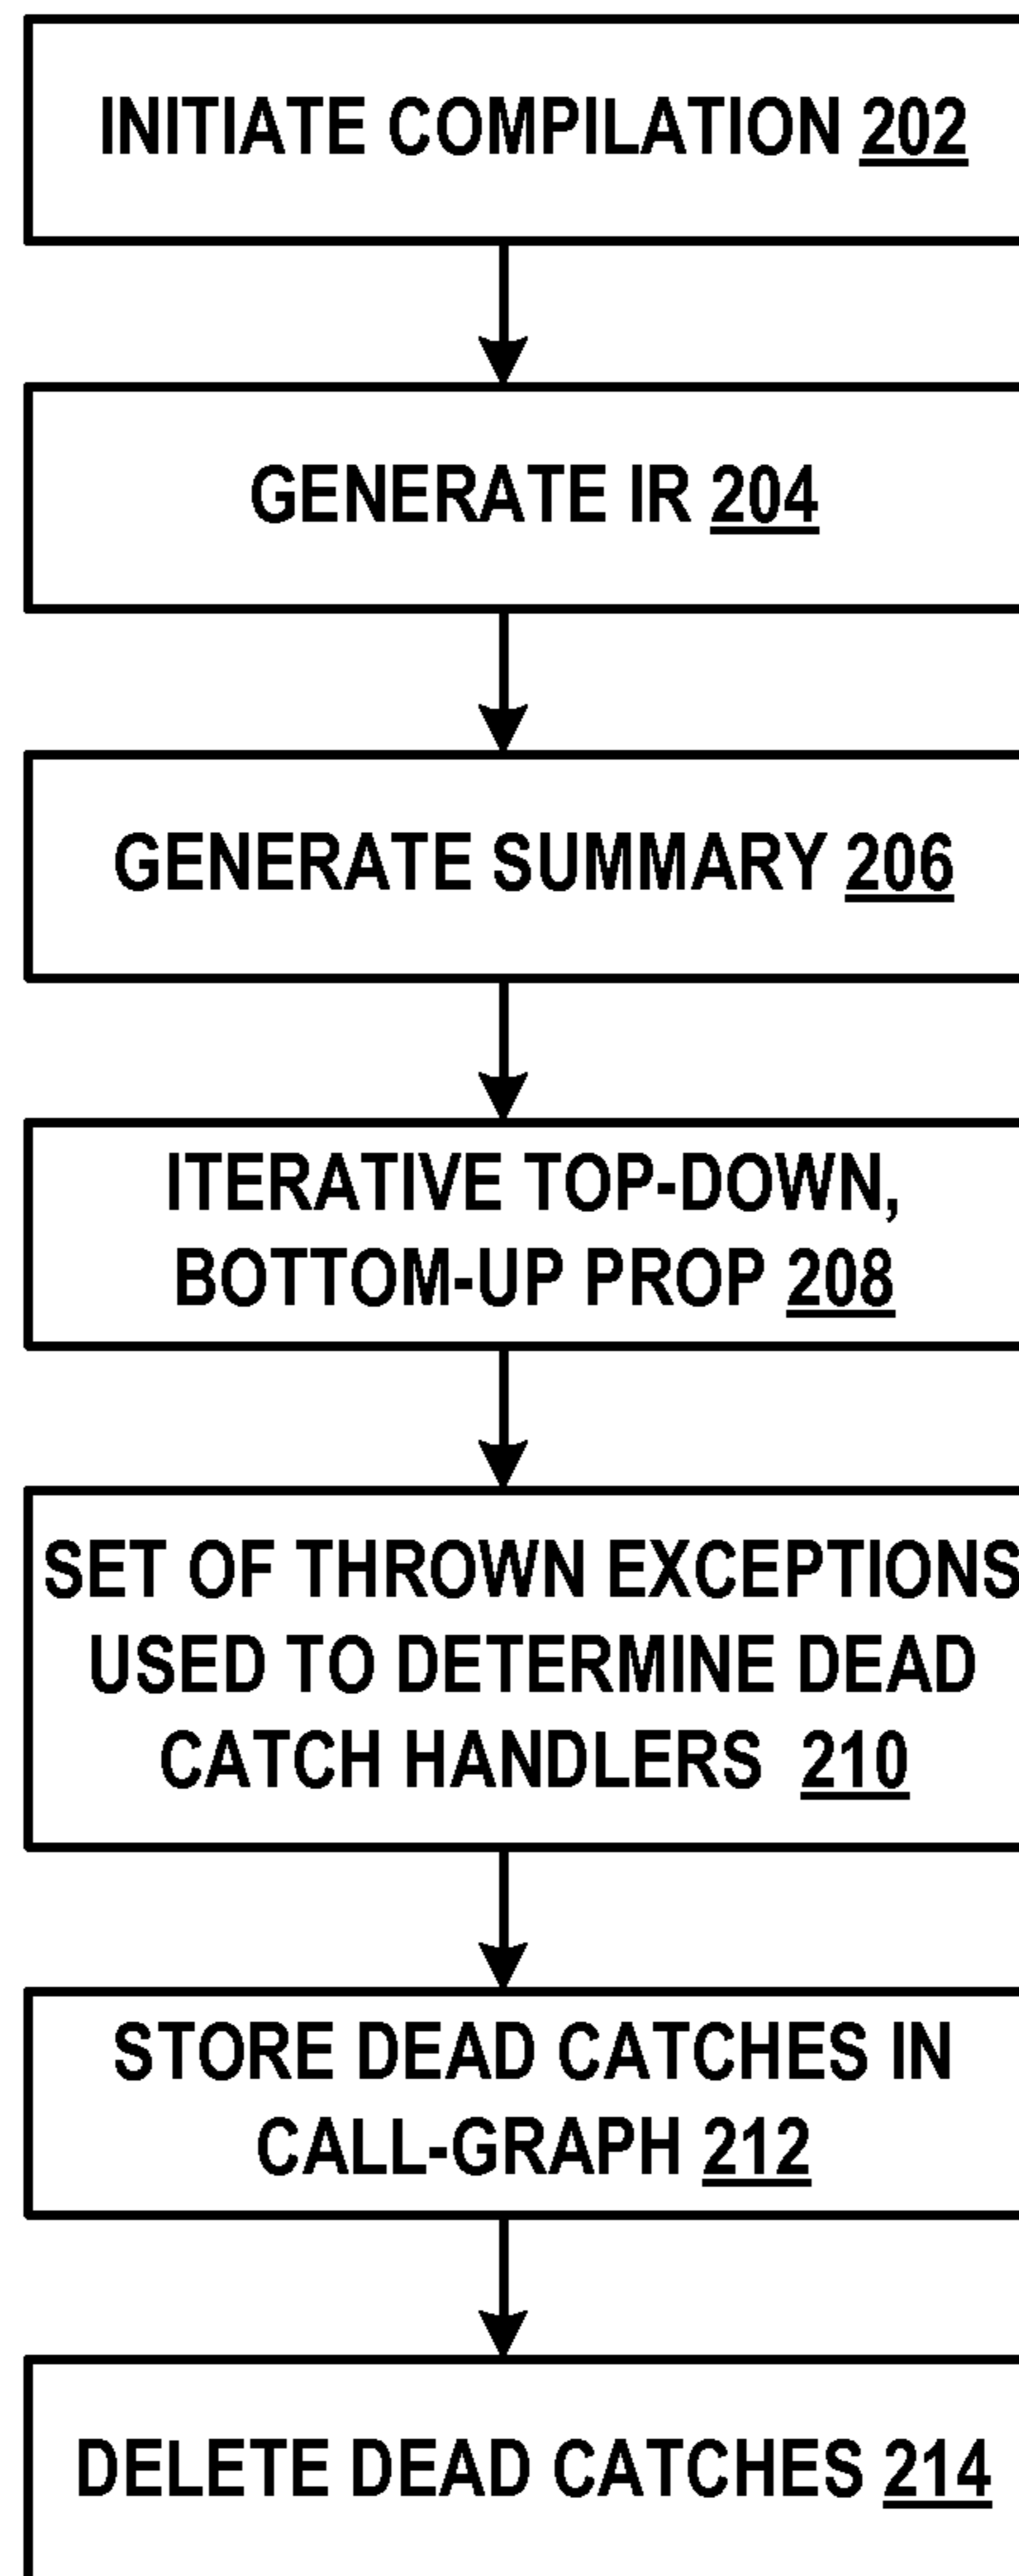 INITIATE COMPILATION 202
GENERATE IR 204
GENERATE SUMMARY 206
ITERATIVE TOP-DOWN,
BOTTOM-UP PROP 208
SET OF THROWN EXCEPTIONS
USED TO DETERMINE DEAD
CATCH HANDLERS 210
STORE DEAD CATCHES IN
CALL-GRAPH 212
DELETE DEAD CATCHES 214